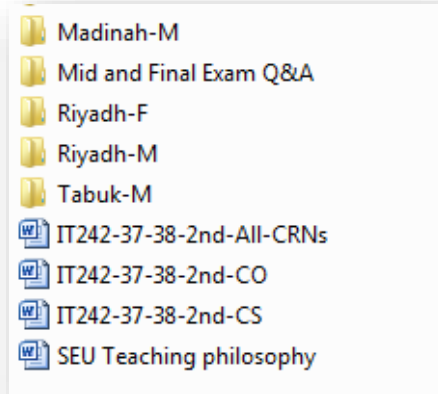 Madinah-M
Mid and Final Exam Q&A
Riyadh-F
Riyadh-M
Tabuk-M
IT242-37-38-2nd-All-CRNs
IT242-37-38-2nd-CO
IT242-37-38-2nd-CS
SEU Teaching philosophy